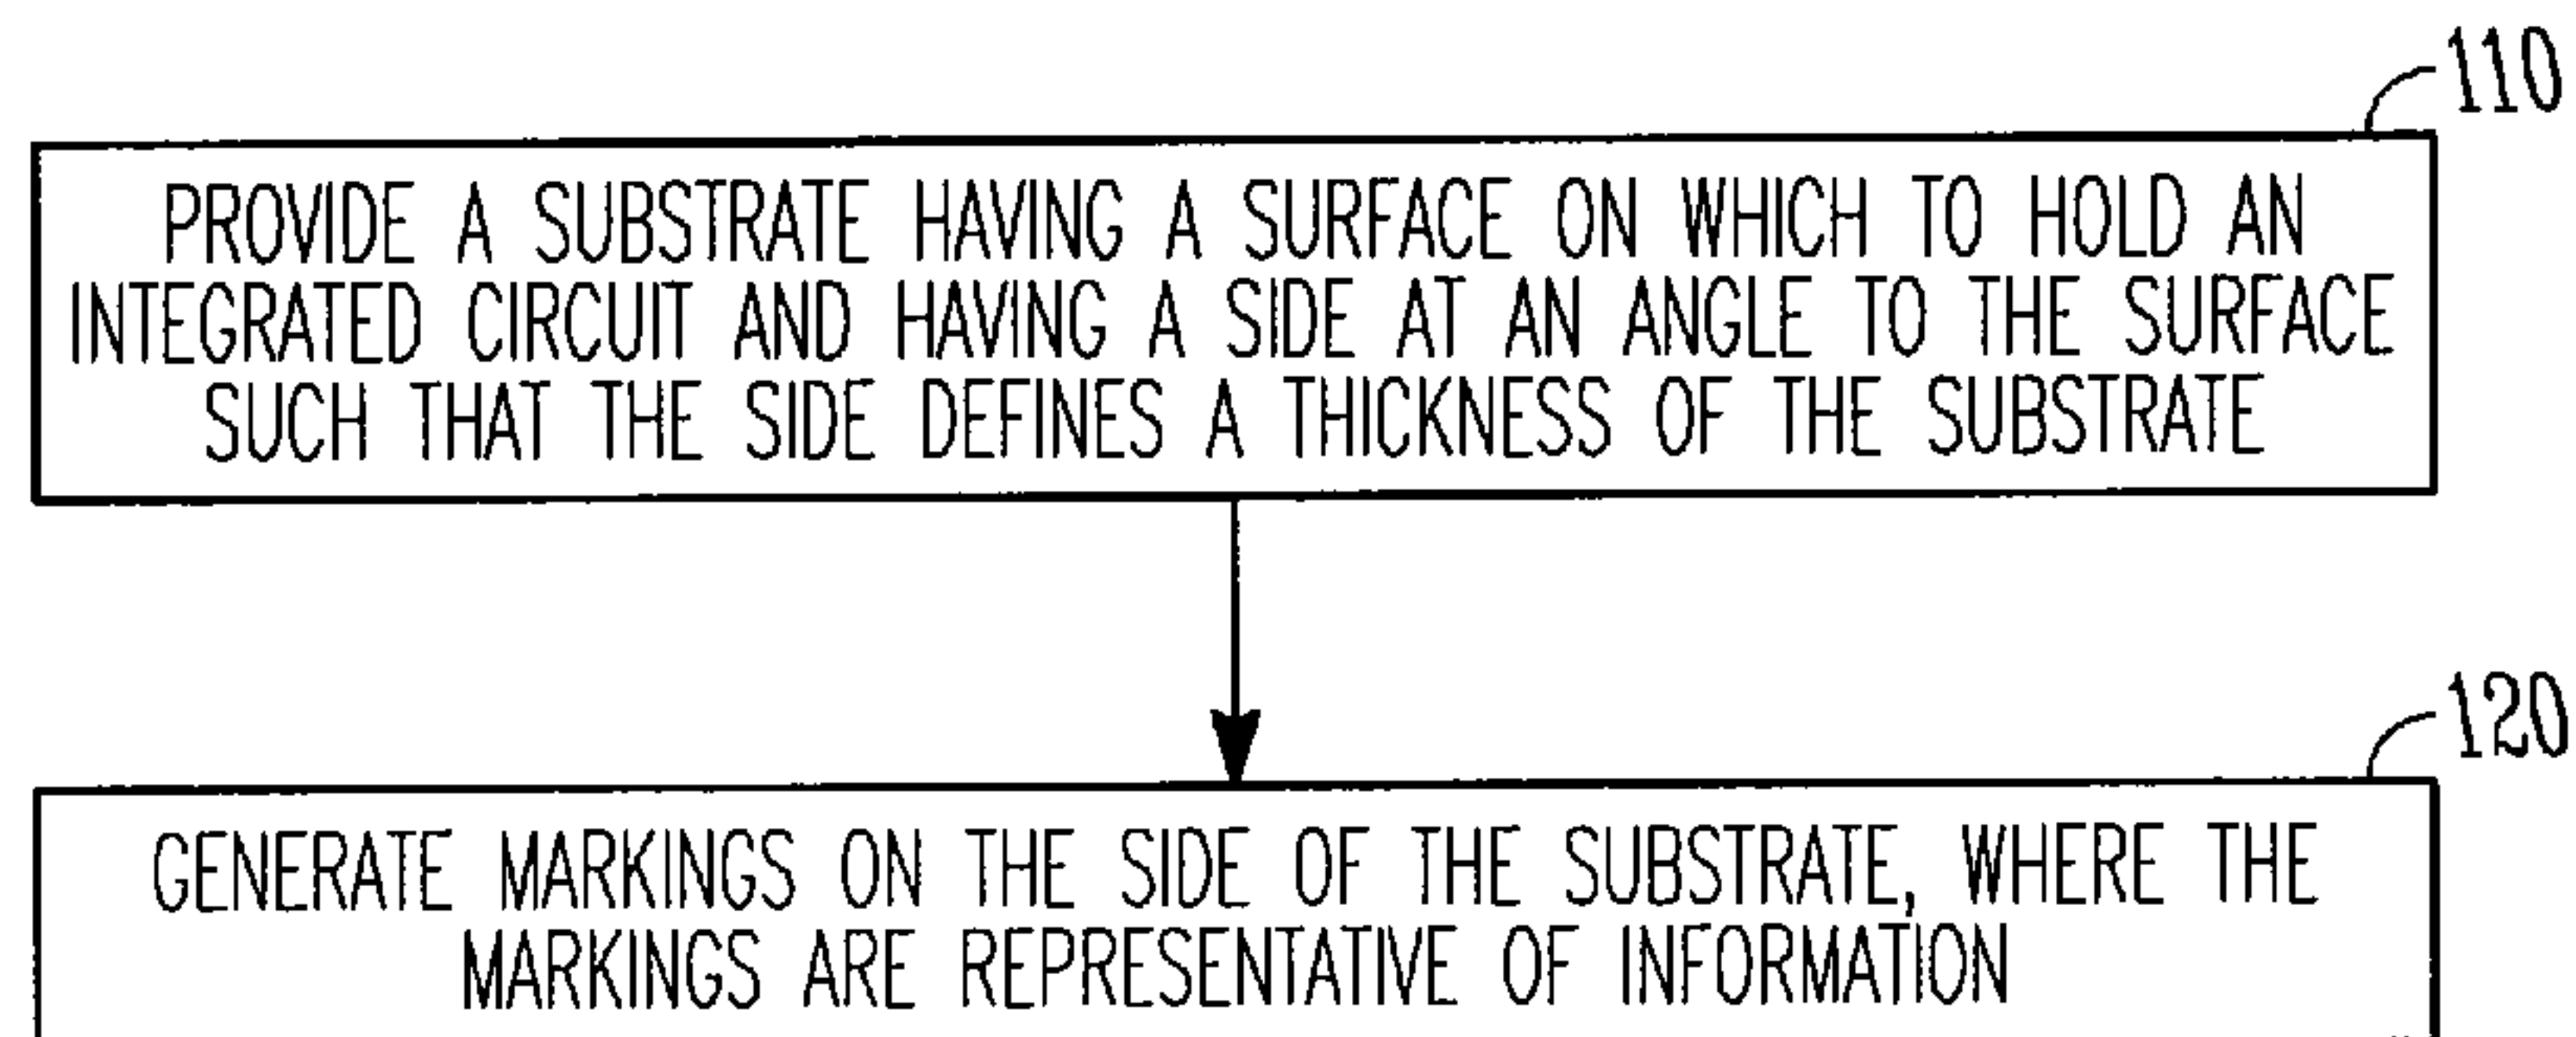 110
PROVIDE A SUBSTRATE HAVING A SURFACE ON WHICH TO HOLD AN
INTEGRATED CIRCUIT AND HAVING A SIDE AT AN ANGLE TO THE SURFACE
SUCH THAT THE SIDE DEFINES A THICKNESS OF THE SUBSTRATE
120
GENERATE MARKINGS ON THE SIDE OF THE SUBSTRATE, WHERE THE
MARKINGS ARE REPRESENTATIVE OF INFORMATION